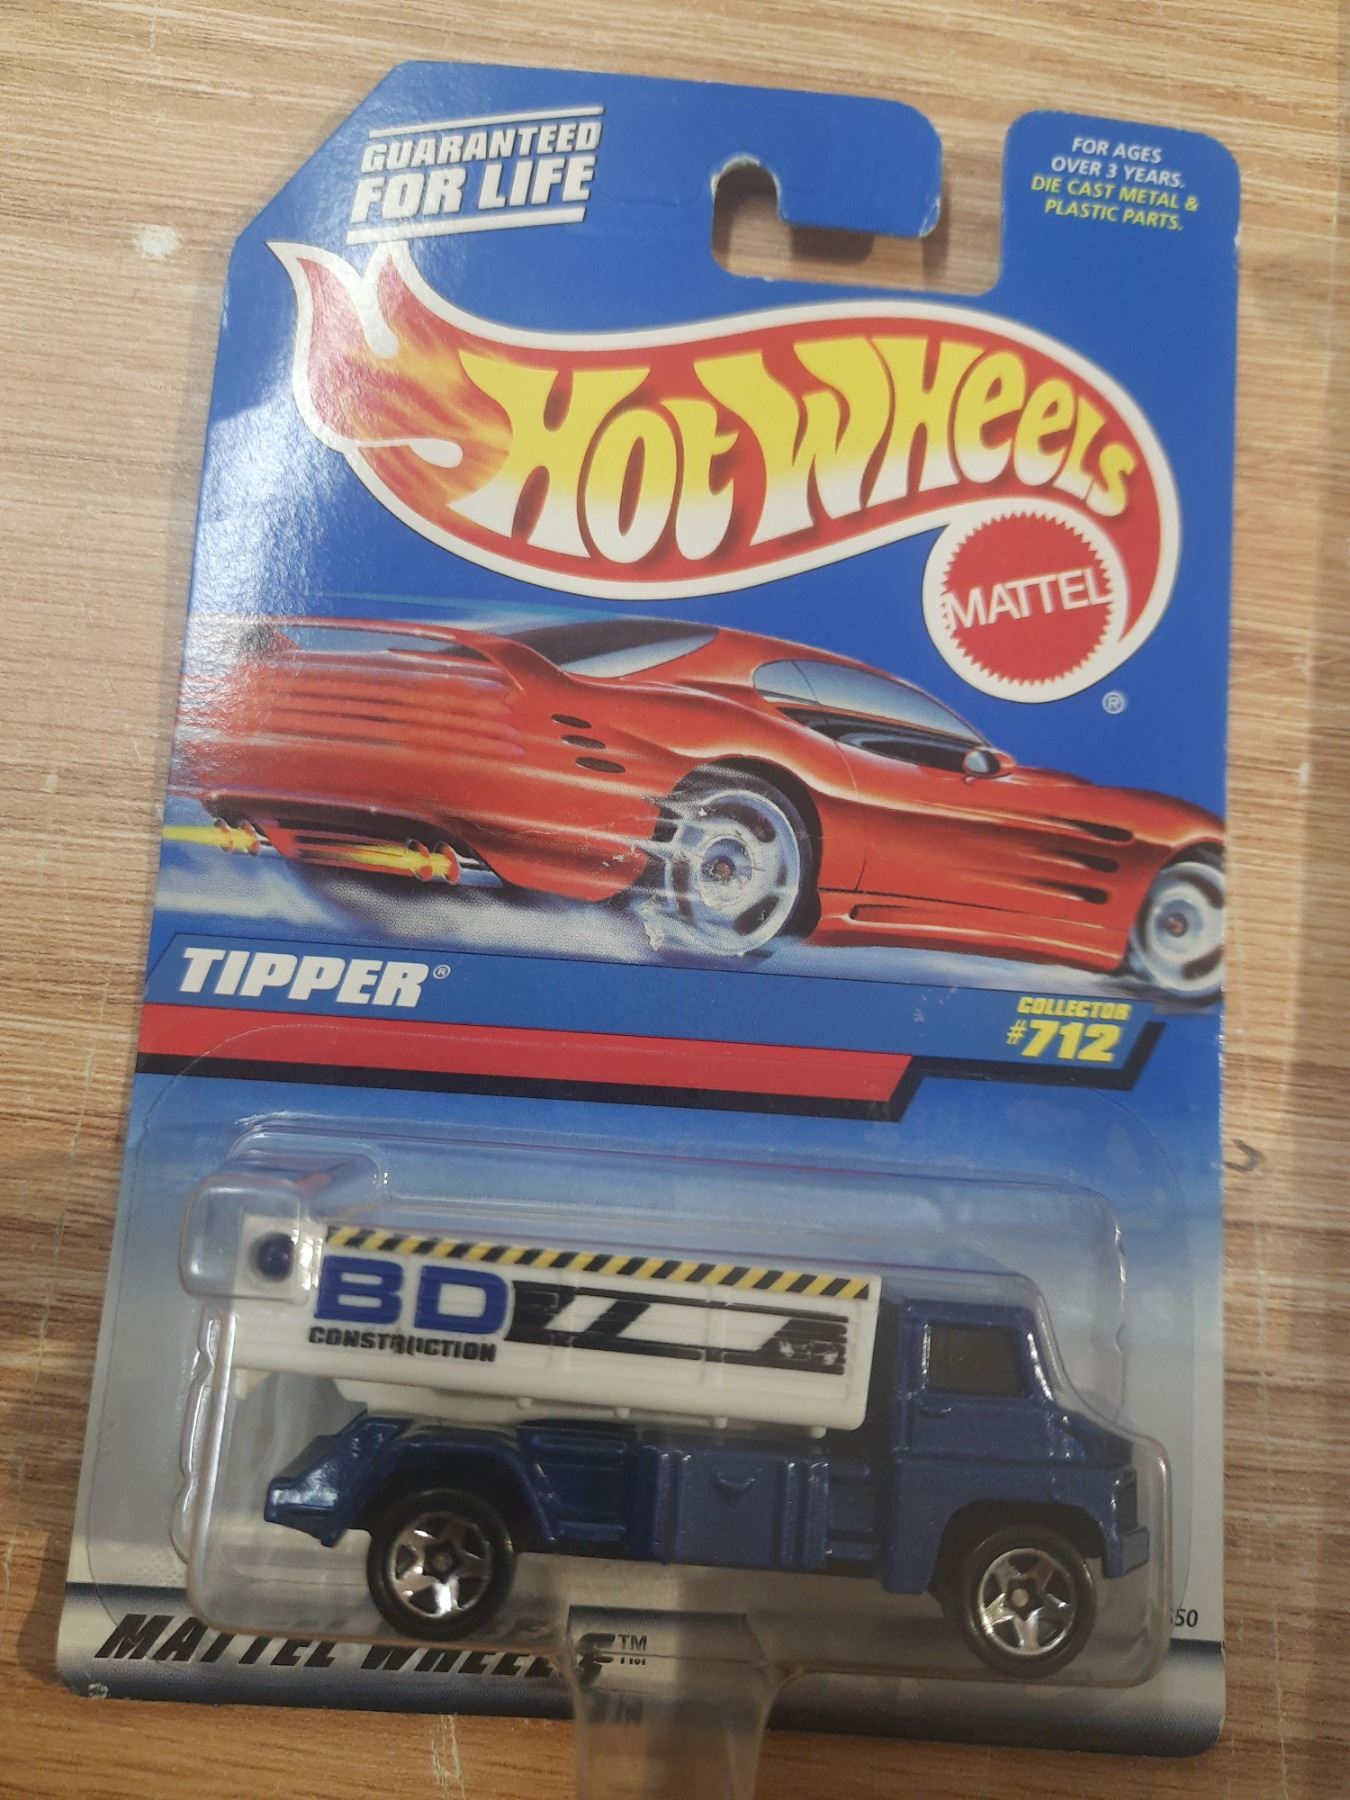 GUARANTEED
FOR LIFE
FOR AGES
OVER 3 YEARS.
DIE CAST METAL &
PLASTIC PARTS.
HOT WHEELS
MATTEL
®
TIPPER®
COLLECTOR
#712
BD
CONSTRUCTION
MATTEL WHEELS™